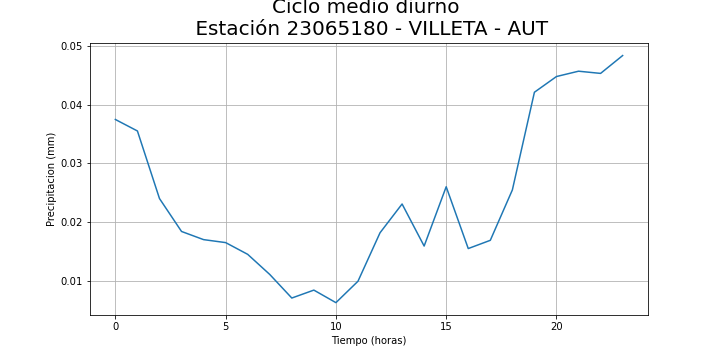 Ciclo medio diurno
Estación 23065180 - VILLETA - AUT
0.05
0.04
0.03
0.02
0.01
Precipitacion (mm)
0 5 10 15 20
Tiempo (horas)